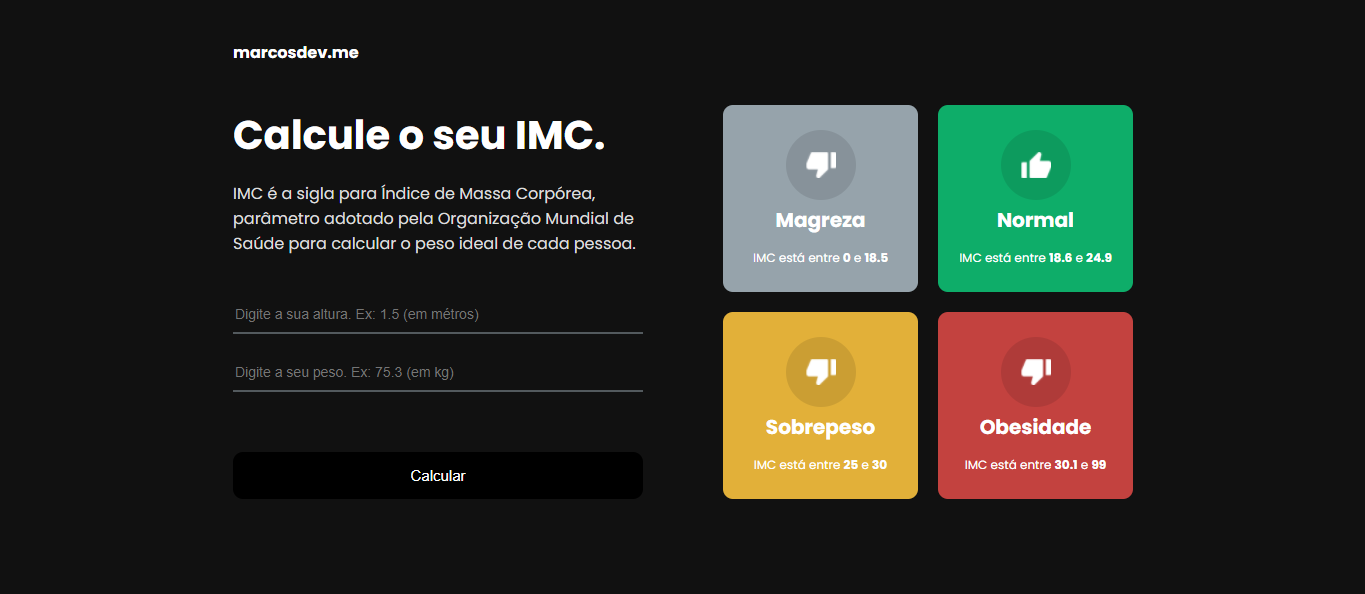 marcosdev.me
Calcule o seu IMC.
IMC é a sigla para Índice de Massa Corpórea,
parâmetro adotado pela Organização Mundial de
Saúde para calcular o peso ideal de cada pessoa.
Digite a sua altura. Ex: 1.5 (em métros)
Digite a seu peso. Ex: 75.3 (em kg)
Calcular
Magreza
IMC está entre 0 e 18.5
Normal
IMC está entre 18.6 e 24.9
Sobrepeso
IMC está entre 25 e 30
Obesidade
IMC está entre 30.1 e 99